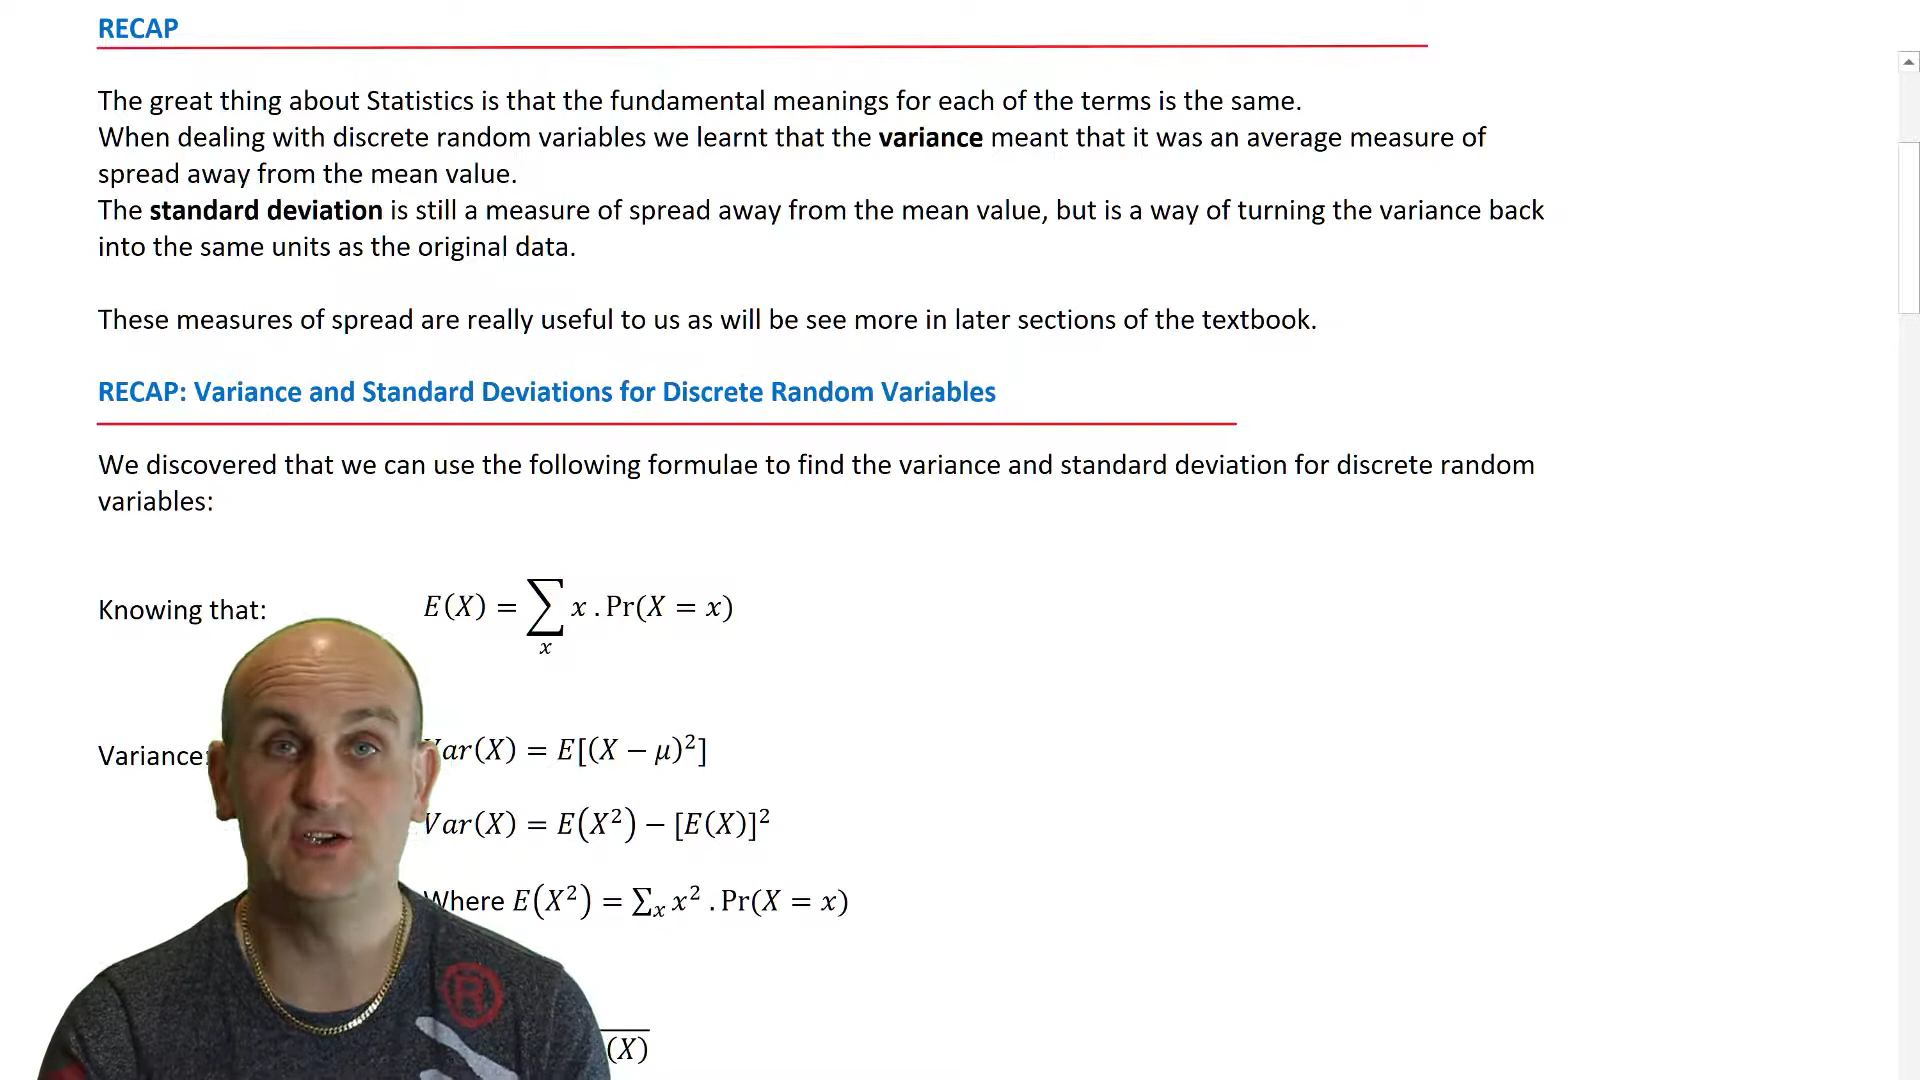 RECAP
The great thing about Statistics is that the fundamental meanings for each of the terms is the same.
When dealing with discrete random variables we learnt that the variance meant that it was an average measure of
spread away from the mean value.
The standard deviation is still a measure of spread away from the mean value, but is a way of turning the variance back
into the same units as the original data.
These measures of spread are really useful to us as will be see more in later sections of the textbook.
RECAP: Variance and Standard Deviations for Discrete Random Variables
We discovered that we can use the following formulae to find the variance and standard deviation for discrete random
variables:
Knowing that: E(X) = ∑ₓ x . Pr(X = x)
Variance: Var(X) = E[(X − μ)²]
Var(X) = E(X²) − [E(X)]²
Where E(X²) = ∑ₓ x² . Pr(X = x)
(X)
R